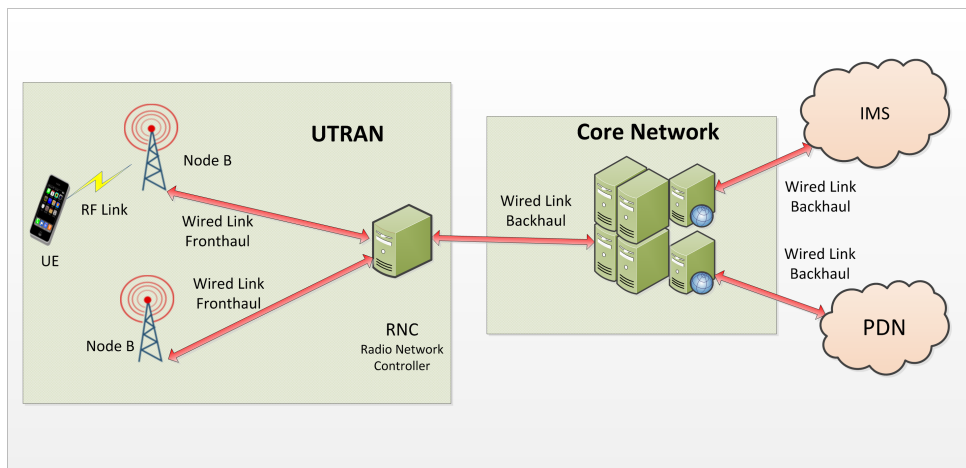 UTRAN
Node B
RF Link
UE
Wired Link
Fronthaul
Wired Link
Fronthaul
Node B
RNC
Radio Network
Controller
Wired Link
Backhaul
Core Network
IMS
Wired Link
Backhaul
Wired Link
Backhaul
PDN